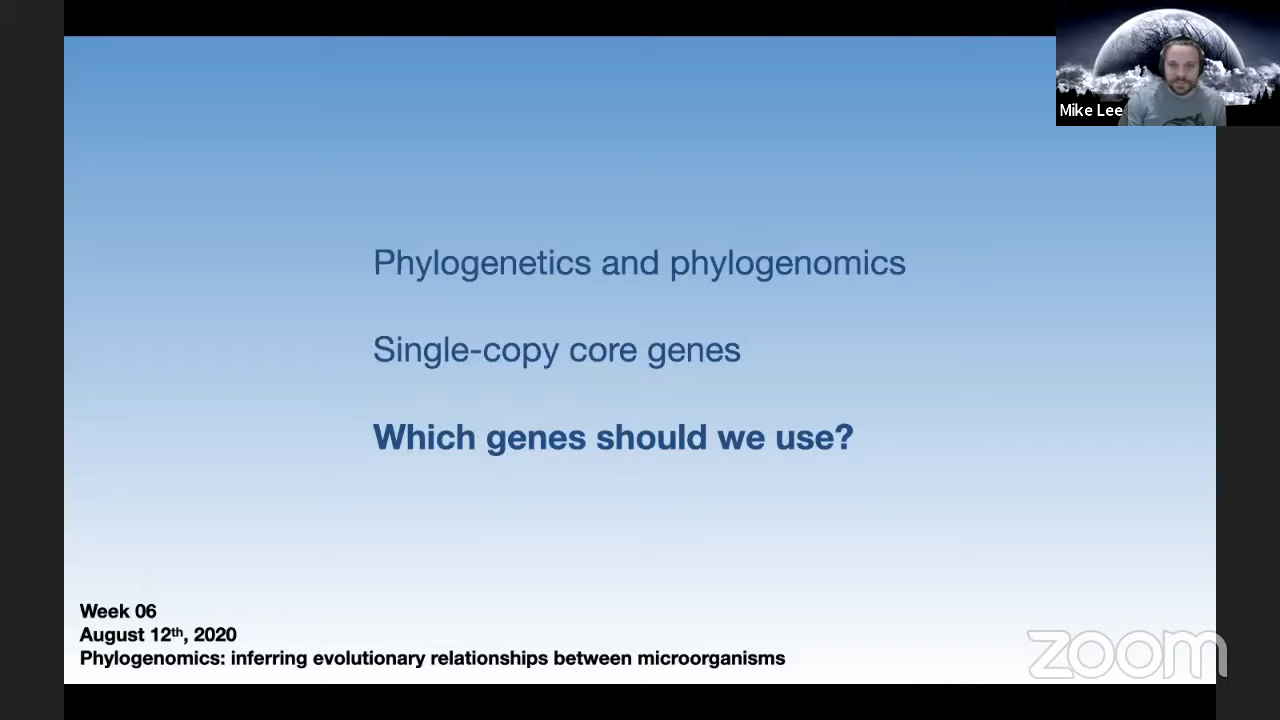 Mike Lee
Phylogenetics and phylogenomics
Single-copy core genes
Which genes should we use?
Week 06
August 12th, 2020
Phylogenomics: inferring evolutionary relationships between microorganisms
zoom